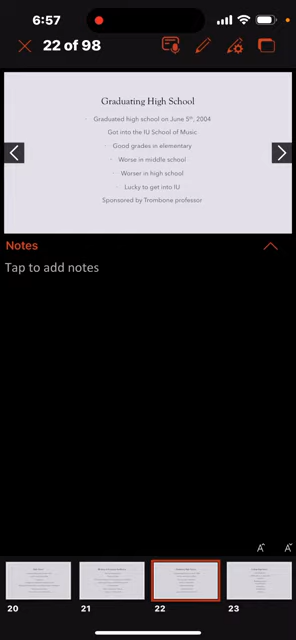 6:57
22 of 98
Graduating High School
Graduated high school on June 5th, 2004
Got into the IU School of Music
Good grades in elementary
Worse in middle school
Worser in high school
Lucky to get into IU
Sponsored by Trombone professor
Notes
Tap to add notes
A A
20 21 22 23